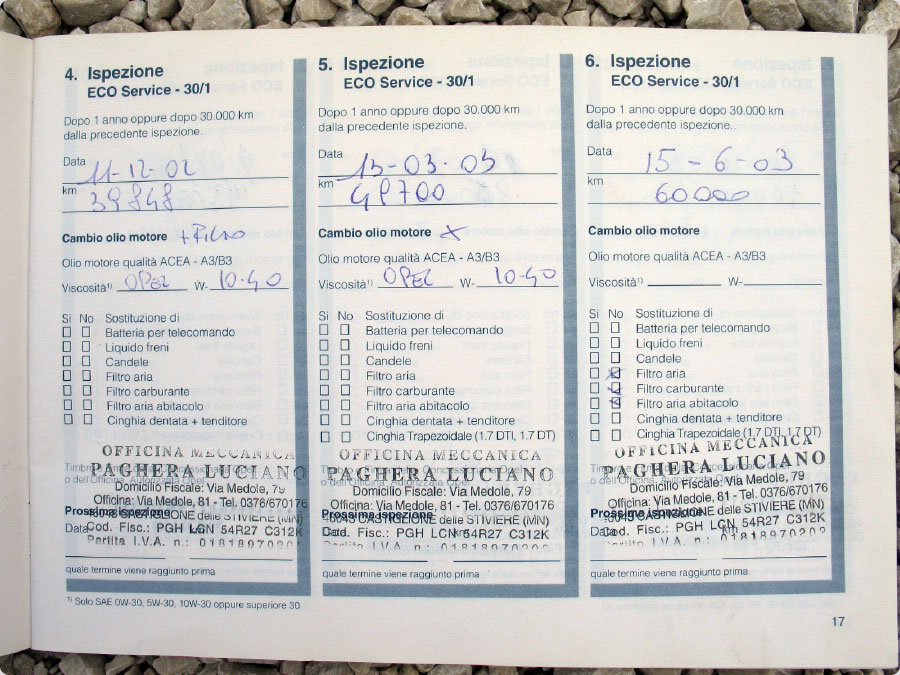 4. Ispezione
ECO Service - 30/1
Dopo 1 anno oppure dopo 30.000 km
dalla precedente ispezione.
Data 11-12-02
km 39848
Cambio olio motore + FILTRO
Olio motore qualità ACEA - A3/B3
Viscosità¹⁾ OPEL W- 10-40
Si No Sostituzione di
Batteria per telecomando
Liquido freni
Candele
Filtro aria
Filtro carburante
Filtro aria abitacolo
Cinghia dentata + tenditore
OFFICINA MECCANICA
PAGHERA LUCIANO
Domicilio Fiscale: Via Medole, 79
Officina: Via Medole, 81 - Tel. 0376/670176
46043 CASTIGLIONE delle STIVIERE (MN)
Prossima ispezione
Cod. Fisc.: PGH LCN 54R27 C312K
Data km
Partita I.V.A. n.: 01818970202
quale termine viene raggiunto prima
¹⁾ Solo SAE 0W-30, 5W-30, 10W-30 oppure superiore 30
5. Ispezione
ECO Service - 30/1
Dopo 1 anno oppure dopo 30.000 km
dalla precedente ispezione.
Data 13-03-03
km 49700
Cambio olio motore X
Olio motore qualità ACEA - A3/B3
Viscosità¹⁾ OPEL W- 10-40
Si No Sostituzione di
Batteria per telecomando
Liquido freni
Candele
Filtro aria
Filtro carburante
Filtro aria abitacolo
Cinghia dentata + tenditore
Cinghia Trapezoidale (1.7 DTI, 1.7 DT)
OFFICINA MECCANICA
PAGHERA LUCIANO
Domicilio Fiscale: Via Medole, 79
Officina: Via Medole, 81 - Tel. 0376/670176
46043 CASTIGLIONE delle STIVIERE (MN)
Prossima ispezione
Cod. Fisc.: PGH LCN 54R27 C312K
Data km
Partita I.V.A. n.: 01818970202
quale termine viene raggiunto prima
6. Ispezione
ECO Service - 30/1
Dopo 1 anno oppure dopo 30.000 km
dalla precedente ispezione.
Data 15-6-03
km 60000
Cambio olio motore
Olio motore qualità ACEA - A3/B3
Viscosità¹⁾ W-
Si No Sostituzione di
Batteria per telecomando
Liquido freni
Candele
Filtro aria
Filtro carburante
Filtro aria abitacolo
Cinghia dentata + tenditore
Cinghia Trapezoidale (1.7 DTI, 1.7 DT)
OFFICINA MECCANICA
PAGHERA LUCIANO
Domicilio Fiscale: Via Medole, 79
Officina: Via Medole, 81 - Tel. 0376/670176
46043 CASTIGLIONE delle STIVIERE (MN)
Prossima ispezione
Cod. Fisc.: PGH LCN 54R27 C312K
Data km
Partita I.V.A. n.: 01818970202
quale termine viene raggiunto prima
17